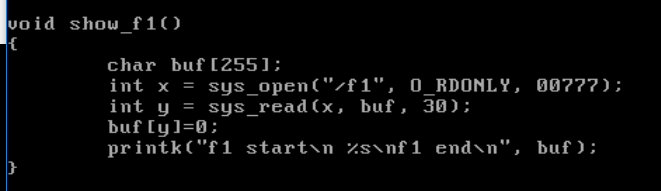 void show_f1()
{
        char buf[255];
        int x = sys_open("/f1", O_RDONLY, 00777);
        int y = sys_read(x, buf, 30);
        buf[y]=0;
        printk("f1 start\n %s\nf1 end\n", buf);
}